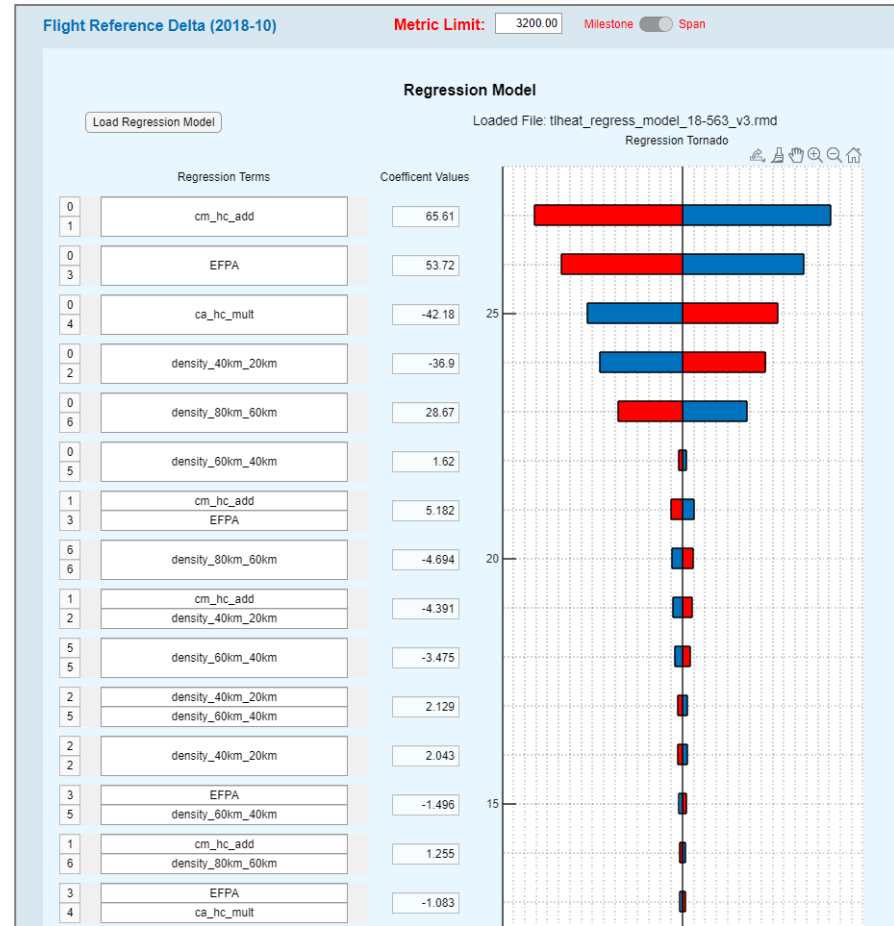 Flight Reference Delta (2018-10) Metric Limit: 3200.00 Milestone Span
Regression Model
Load Regression Model Loaded File: tlheat_regress_model_18-563_v3.rmd
Regression Tornado
Regression Terms Coefficent Values
0
1 cm_hc_add 65.61
0
3 EFPA 53.72
0
4 ca_hc_mult -42.18 25
0
2 density_40km_20km -36.9
0
6 density_80km_60km 28.67
0
5 density_60km_40km 1.62
1 cm_hc_add
3 EFPA 5.182
6
6 density_80km_60km -4.694 20
1 cm_hc_add
2 density_40km_20km -4.391
5
5 density_60km_40km -3.475
2 density_40km_20km
5 density_60km_40km 2.129
2
2 density_40km_20km 2.043
3 EFPA
5 density_60km_40km -1.496 15
1 cm_hc_add
6 density_80km_60km 1.255
3 EFPA
4 ca_hc_mult -1.083